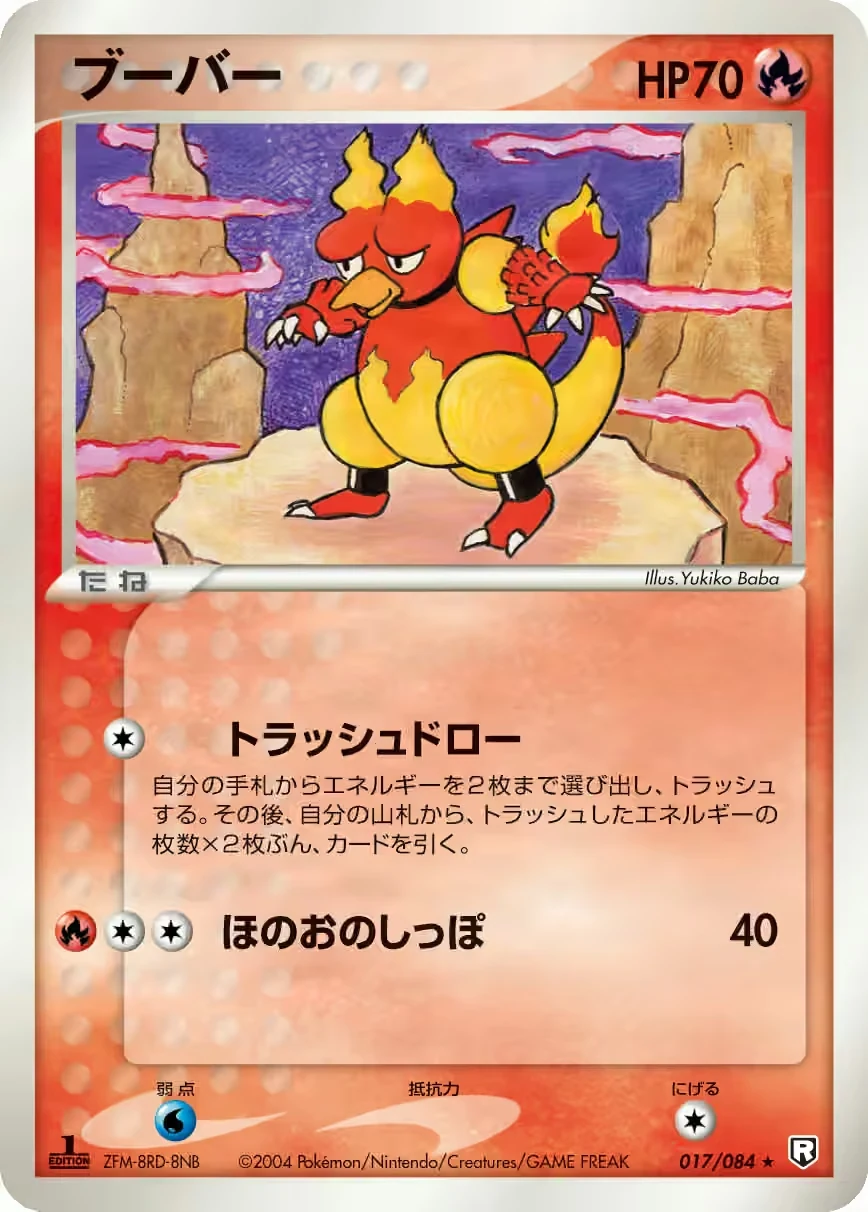 ブーバー
HP70
たね
Illus. Yukiko Baba
トラッシュドロー
自分の手札からエネルギーを2枚まで選び出し、トラッシュ
する。その後、自分の山札から、トラッシュしたエネルギーの
枚数×2枚ぶん、カードを引く。
ほのおのしっぽ 40
弱点 抵抗力 にげる
1 EDITION ZFM-8RD-8NB ©2004 Pokémon/Nintendo/Creatures/GAME FREAK 017/084 ★ R